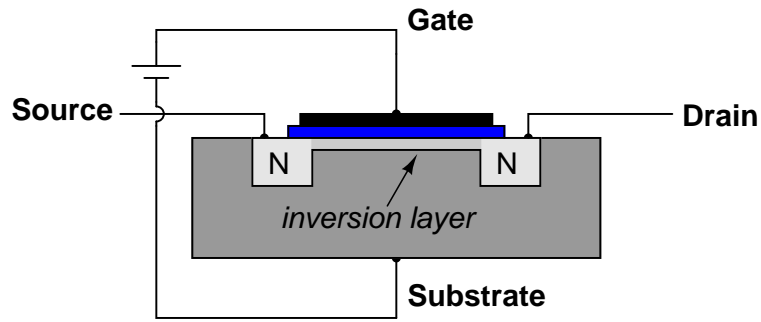 Gate
Source
Drain
N
N
inversion layer
Substrate